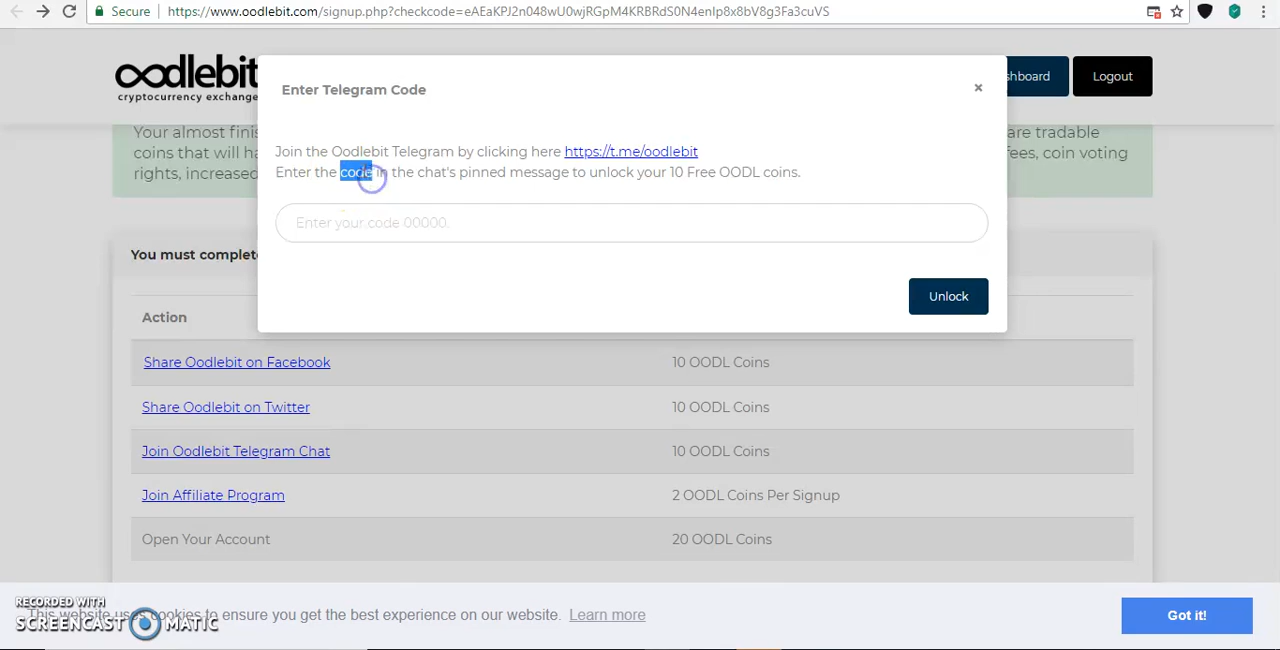 Secure https://www.oodlebit.com/signup.php?checkcode=eAEaKPJ2n048wU0wjRGpM4KRBRdS0N4enIp8x8bV8g3Fa3cuVS
oodlebit
cryptocurrency exchange
shboard
Logout
Your almost finis
are tradable
coins that will ha
fees, coin voting
rights, increased
Enter Telegram Code
×
Join the Oodlebit Telegram by clicking here https://t.me/oodlebit
Enter the code in the chat's pinned message to unlock your 10 Free OODL coins.
Enter your code 00000.
Unlock
You must complete
Action
Share Oodlebit on Facebook 10 OODL Coins
Share Oodlebit on Twitter 10 OODL Coins
Join Oodlebit Telegram Chat 10 OODL Coins
Join Affiliate Program 2 OODL Coins Per Signup
Open Your Account 20 OODL Coins
This website uses cookies to ensure you get the best experience on our website. Learn more
Got it!
RECORDED WITH
SCREENCAST MATIC